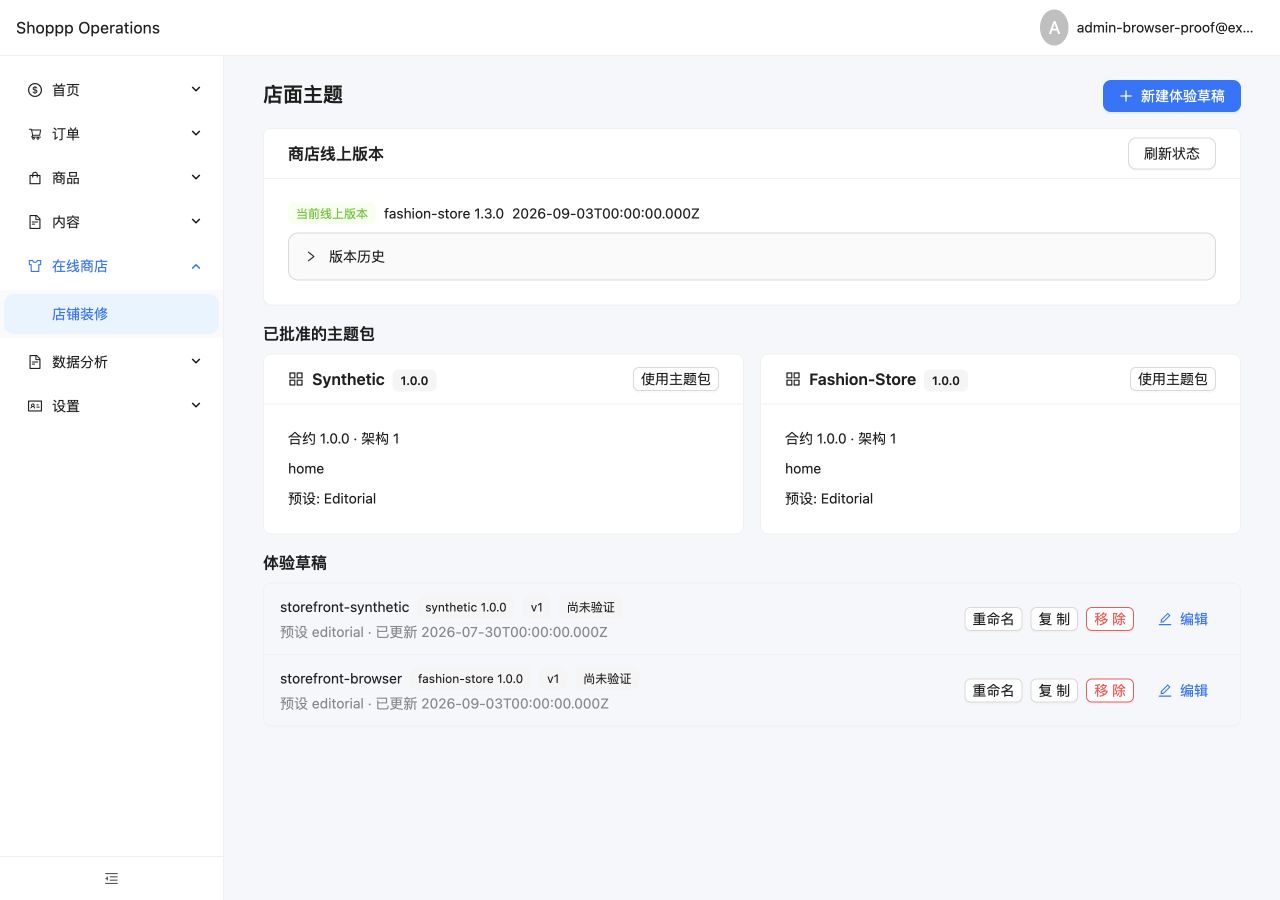 Shoppp Operations
A admin-browser-proof@ex...
首页
订单
商品
内容
在线商店
店铺装修
数据分析
设置
店面主题
新建体验草稿
商店线上版本
刷新状态
当前线上版本 fashion-store 1.3.0 2026-09-03T00:00:00.000Z
版本历史
已批准的主题包
Synthetic 1.0.0 使用主题包
合约 1.0.0 · 架构 1
home
预设: Editorial
Fashion-Store 1.0.0 使用主题包
合约 1.0.0 · 架构 1
home
预设: Editorial
体验草稿
storefront-synthetic synthetic 1.0.0 v1 尚未验证
预设 editorial · 已更新 2026-07-30T00:00:00.000Z
重命名 复 制 移 除 编辑
storefront-browser fashion-store 1.0.0 v1 尚未验证
预设 editorial · 已更新 2026-09-03T00:00:00.000Z
重命名 复 制 移 除 编辑